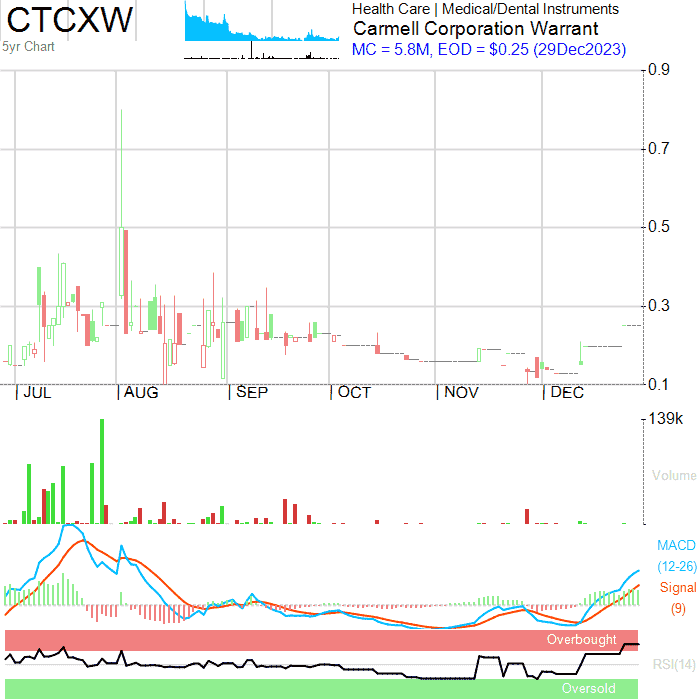 CTCXW
5yr Chart
Health Care | Medical/Dental Instruments
Carmell Corporation Warrant
MC = 5.8M, EOD = $0.25 (29Dec2023)
0.9
0.7
0.5
0.3
0.1
JUL AUG SEP OCT NOV DEC
139k
Volume
MACD
(12-26)
Signal
(9)
Overbought
RSI(14)
Oversold